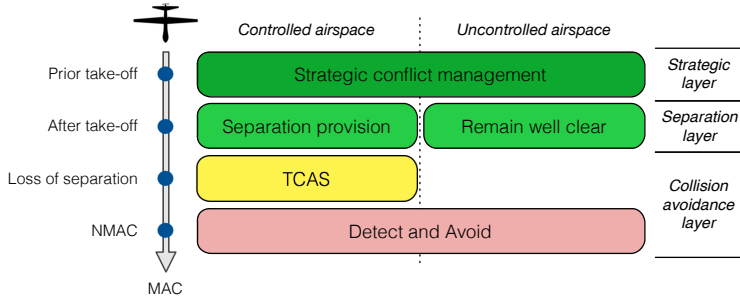 Controlled airspace Uncontrolled airspace
Prior take-off Strategic conflict management Strategic
layer
After take-off Separation provision Remain well clear Separation
layer
Loss of separation TCAS
Collision
avoidance
layer
NMAC Detect and Avoid
MAC